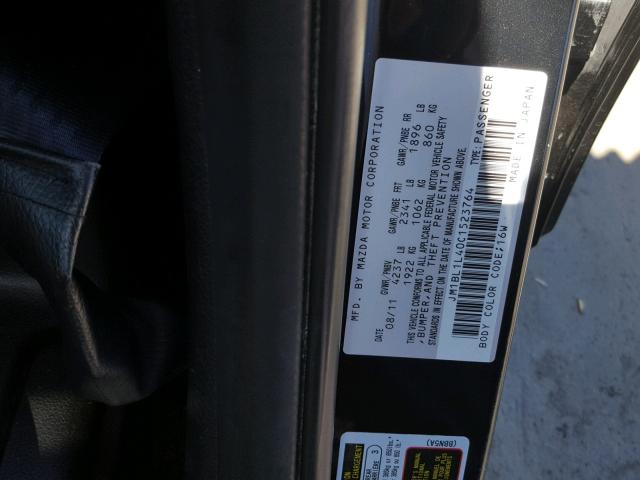 MFD. BY MAZDA MOTOR CORPORATION
DATE GVWR/PNBV GAWR/PNBE FRT GAWR/PNBE RR
08/11 4237 LB 2341 LB 1896 LB
1922 KG 1062 KG 860 KG
THIS VEHICLE CONFORMS TO ALL APPLICABLE FEDERAL MOTOR VEHICLE SAFETY
,BUMPER,AND THEFT PREVENTION
STANDARDS IN EFFECT ON THE DATE OF MANUFACTURE SHOWN ABOVE.
JM1BL1L40C1523764 TYPE:PASSENGER
BODY COLOR CODE;16W MADE IN JAPAN
(BBN5A)
CHARGEMENT
3